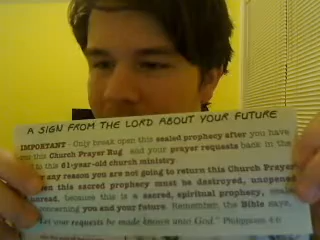 A SIGN FROM THE LORD ABOUT YOUR FUTURE
IMPORTANT - Only break open this sealed prophecy after you have
this Church Prayer Rug and your prayer requests back in the
to this 61-year-old church ministry
any reason you are not going to return this Church Prayer
this sacred prophecy must be destroyed, unopened
because this is a sacred, spiritual prophecy,
concerning you and your future. Remember, the Bible says,
your requests be made known unto God." Philippians 4:6